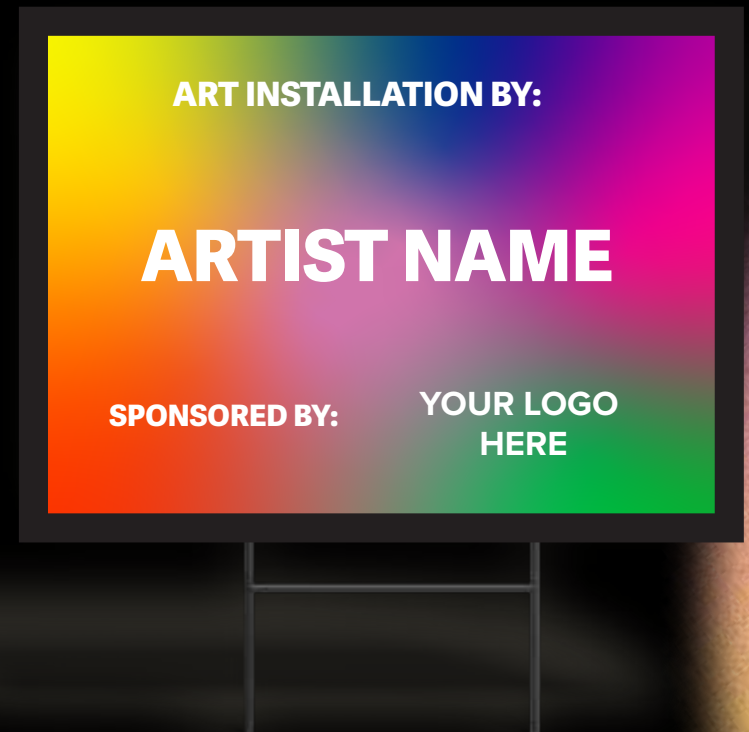 ART INSTALLATION BY:
ARTIST NAME
SPONSORED BY:
YOUR LOGO
HERE